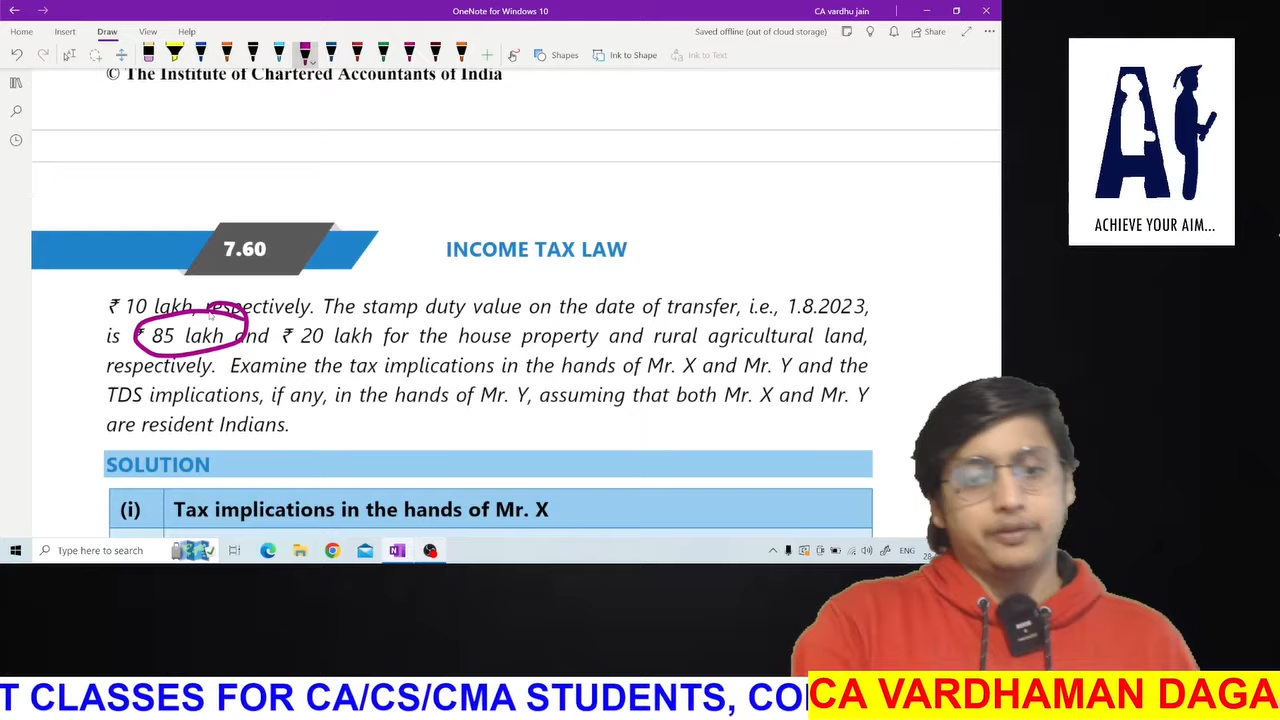 OneNote for Windows 10
CA vardhu jain
Home Insert Draw View Help
Saved offline (out of cloud storage)
Share
Shapes
Ink to Shape
Ink to Text
© The Institute of Chartered Accountants of India
7.60
INCOME TAX LAW
₹ 10 lakh, respectively. The stamp duty value on the date of transfer, i.e., 1.8.2023,
is ₹ 85 lakh and ₹ 20 lakh for the house property and rural agricultural land,
respectively. Examine the tax implications in the hands of Mr. X and Mr. Y and the
TDS implications, if any, in the hands of Mr. Y, assuming that both Mr. X and Mr. Y
are resident Indians.
SOLUTION
(i) Tax implications in the hands of Mr. X
Type here to search
ENG
ACHIEVE YOUR AIM...
T CLASSES FOR CA/CS/CMA STUDENTS, CO
CA VARDHAMAN DAGA